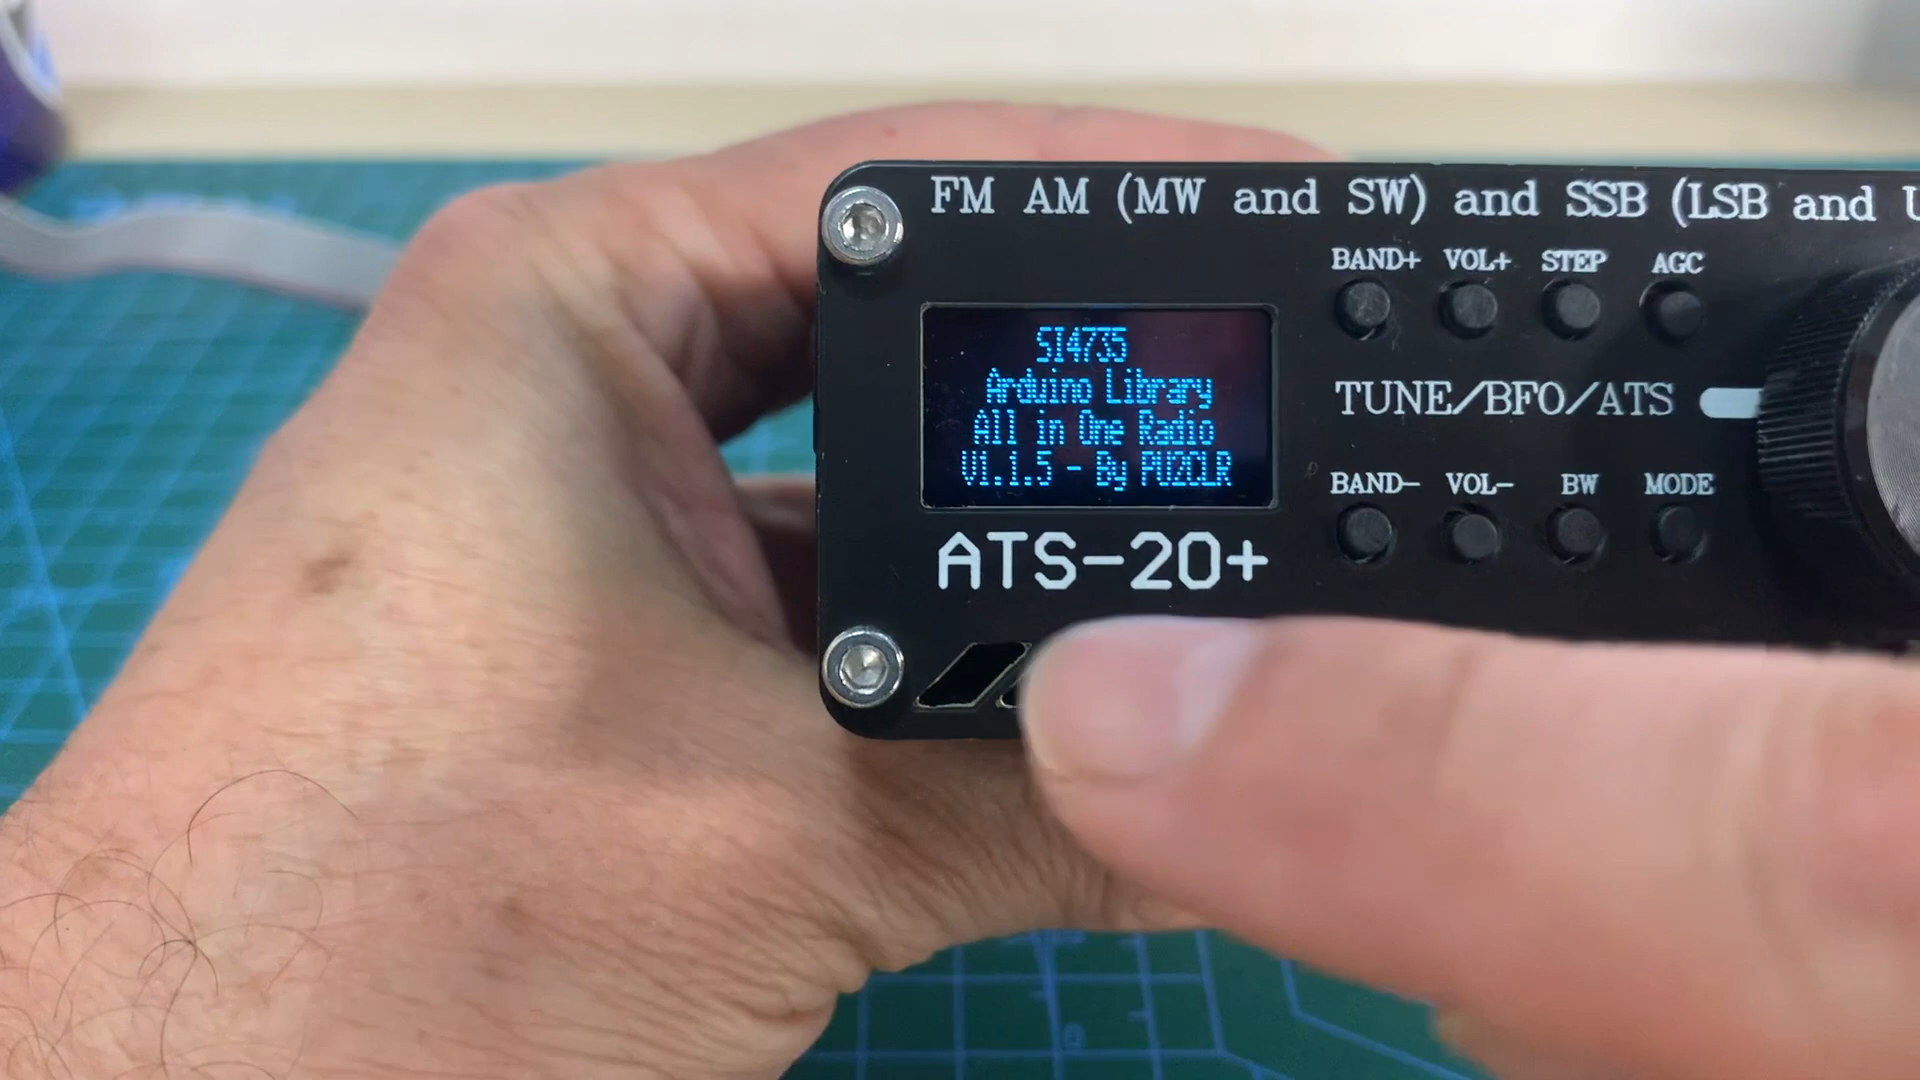 FM AM (MW and SW) and SSB (LSB and U
BAND+ VOL+ STEP AGC
SI4735
Arduino Library
All in One Radio
V1.1.5 - By PU2CLR
TUNE/BFO/ATS
BAND- VOL- BW MODE
ATS-20+